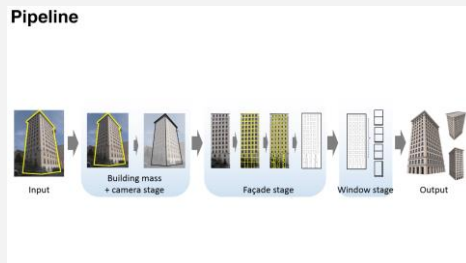 Pipeline
Input
Building mass
+ camera stage
Façade stage
Window stage
Output